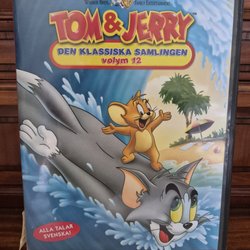 TOM & JERRY
DEN KLASSISKA SAMLINGEN
volym 12
ALLA TALAR
SVENSKA!